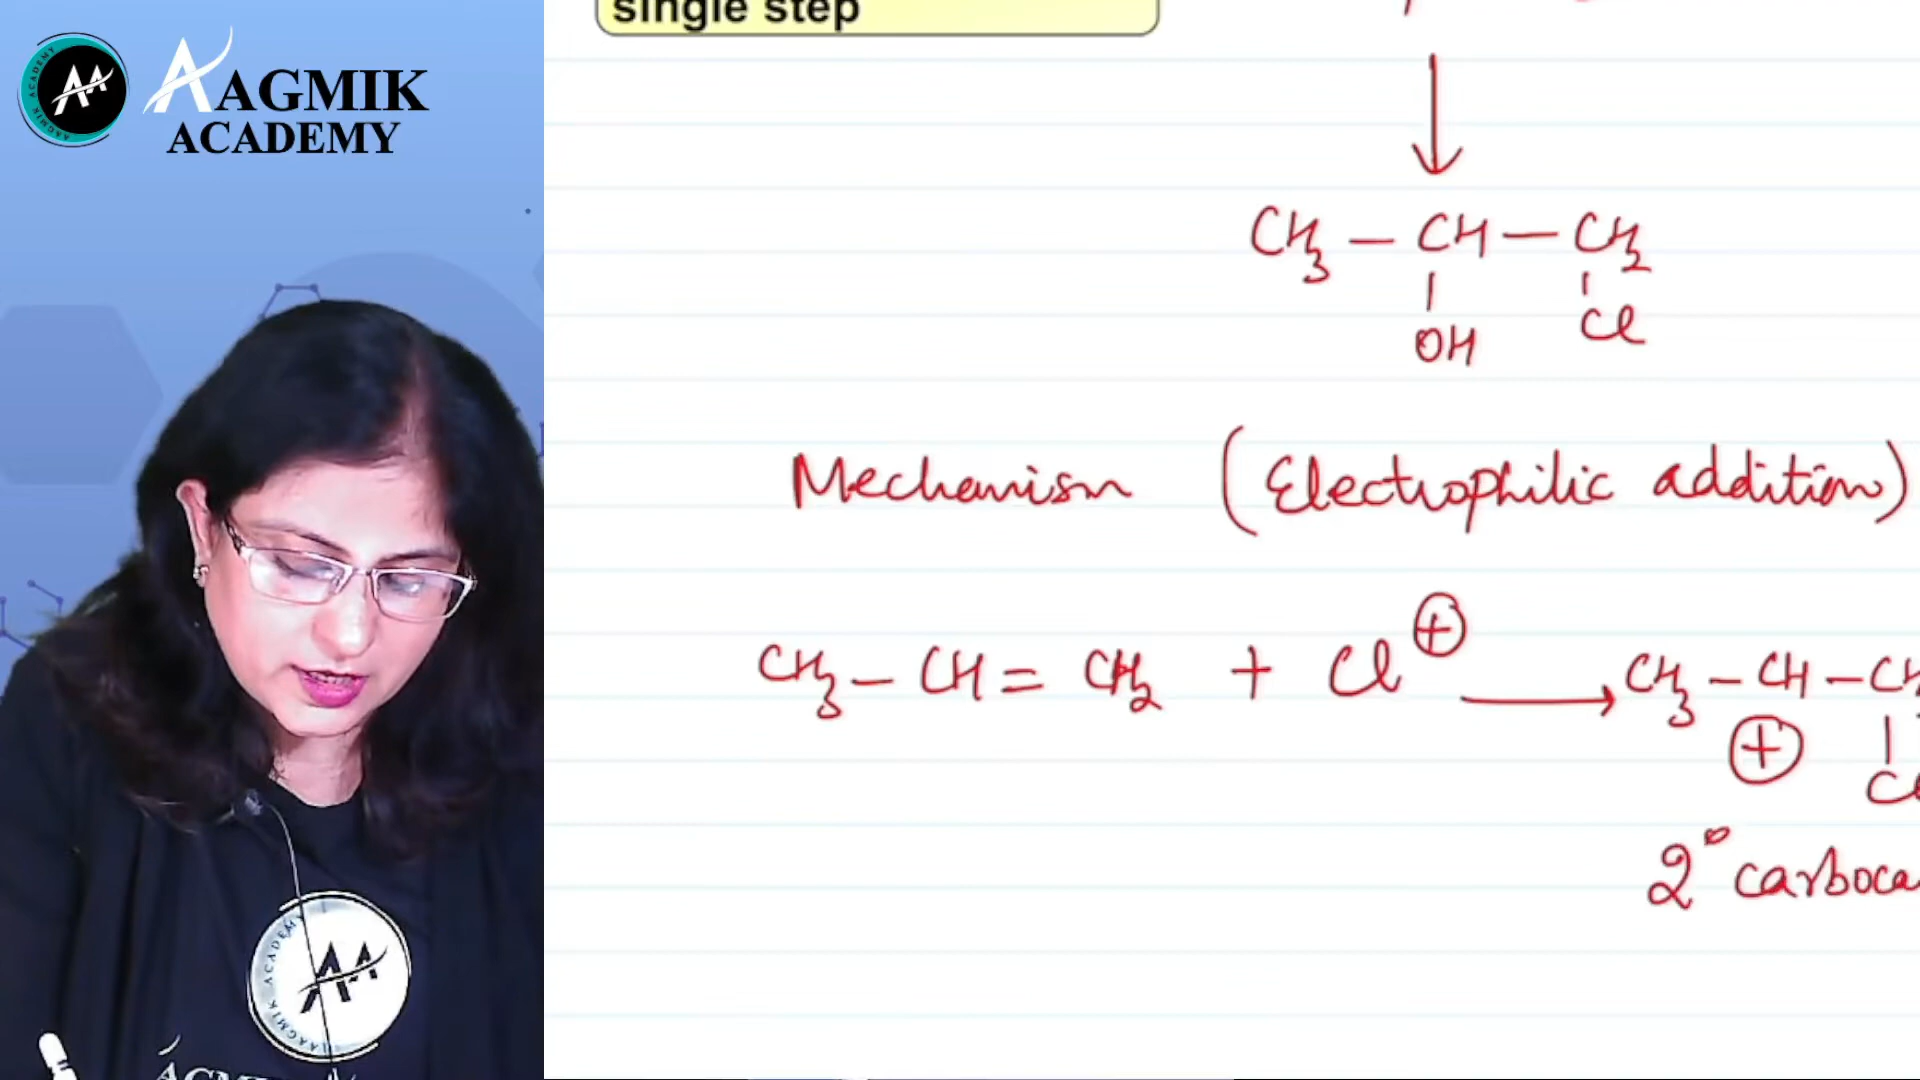 single step
AAGMIK
ACADEMY
CH₃ — CH — CH₂
OH
Cl
Mechanism (Electrophilic addition)
CH₃ — CH = CH₂ + Cl⊕ → CH₃ — CH — CH
⊕
2° carboca